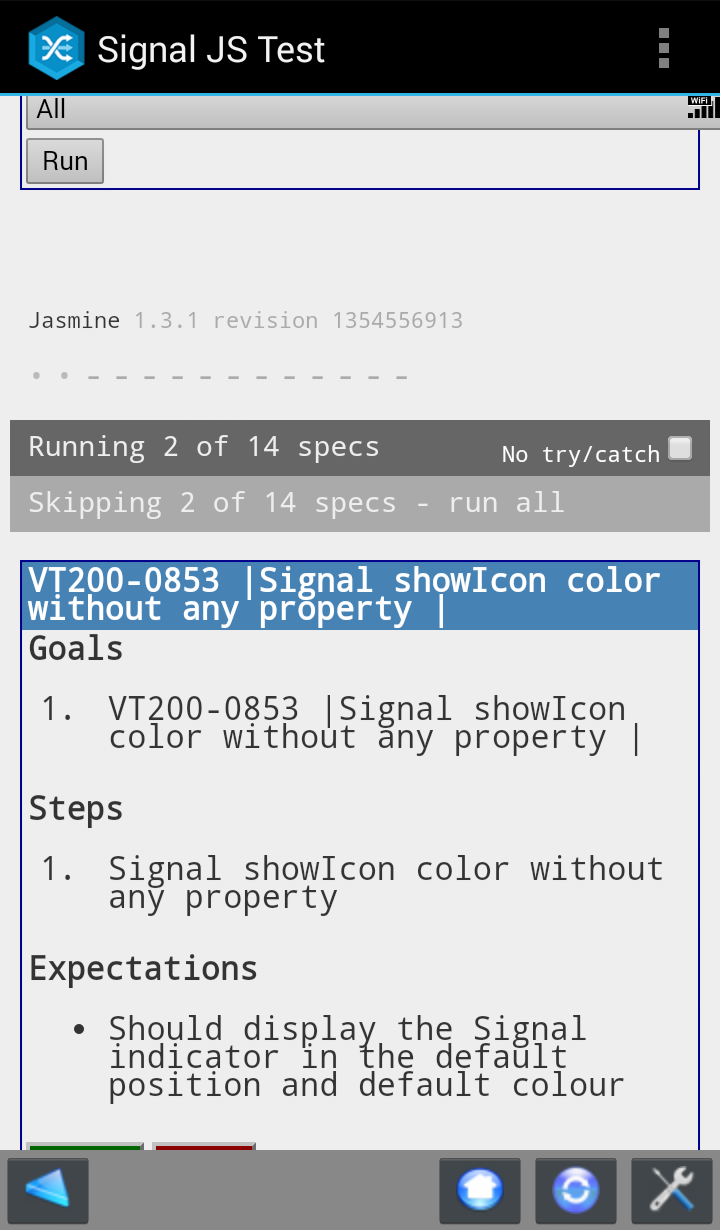 Signal JS Test
All
WiFi
Run
Jasmine 1.3.1 revision 1354556913
• • - - - - - - - - - - - -
Running 2 of 14 specs
No try/catch
Skipping 2 of 14 specs - run all
VT200-0853 |Signal showIcon color
without any property |
Goals
1. VT200-0853 |Signal showIcon
color without any property |
Steps
1. Signal showIcon color without
any property
Expectations
• Should display the Signal
indicator in the default
position and default colour